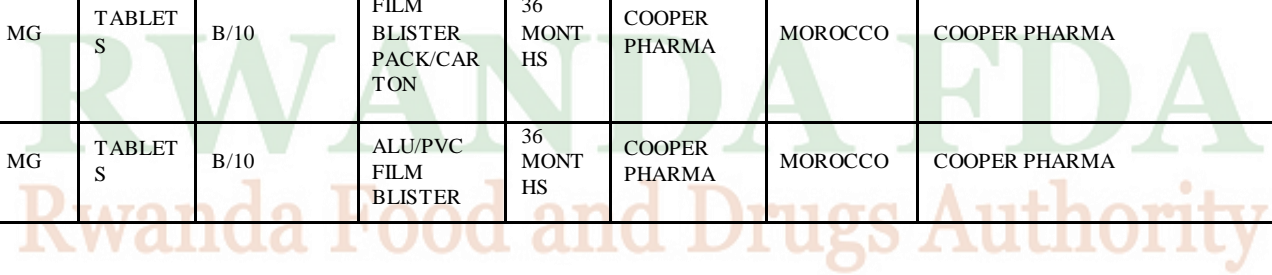 MG
TABLET
S
B/10
FILM
BLISTER
PACK/CAR
TON
36
MONT
HS
COOPER
PHARMA
MOROCCO
COOPER PHARMA
MG
TABLET
S
B/10
ALU/PVC
FILM
BLISTER
36
MONT
HS
COOPER
PHARMA
MOROCCO
COOPER PHARMA
RWANDA FDA
Rwanda Food and Drugs Authority